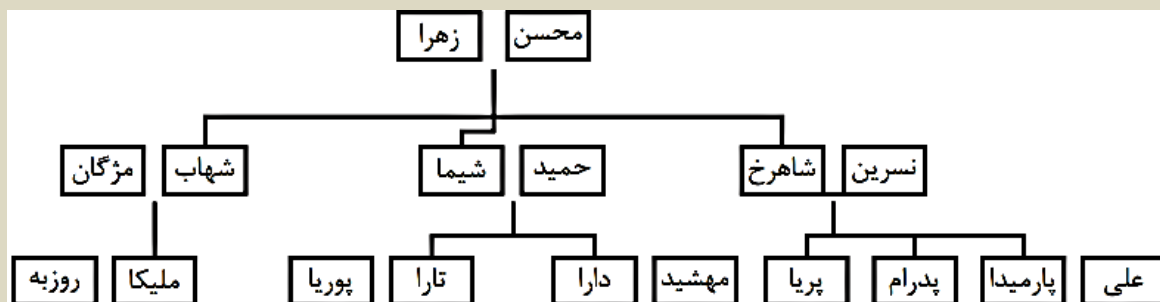 محسن زهرا
نسرین شاهرخ حمید شیما شهاب مژگان
علی پارمیدا پدرام پریا مهشید دارا تارا پوریا ملیکا روزبه